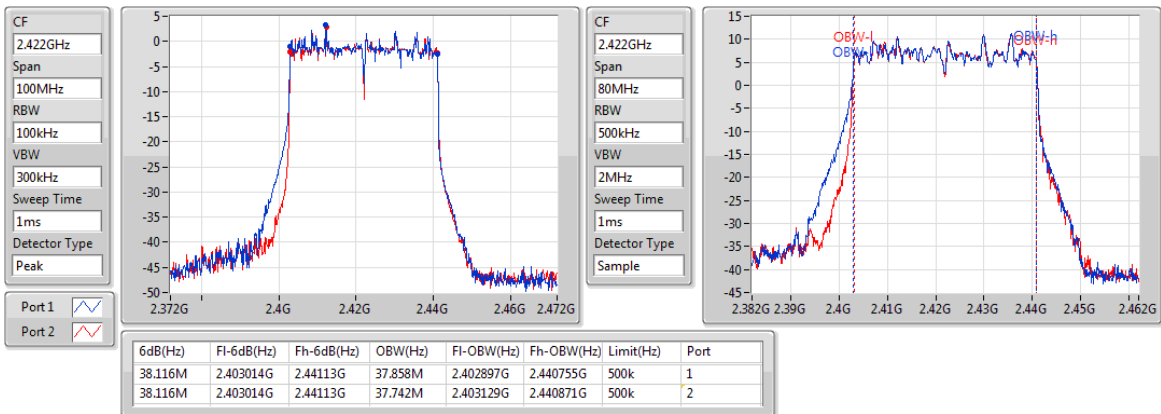 CF
2.422GHz
Span
100MHz
RBW
100kHz
VBW
300kHz
Sweep Time
1ms
Detector Type
Peak
Port 1
Port 2
5
0
-5
-10
-15
-20
-25
-30
-35
-40
-45
-50
2.372G 2.4G 2.42G 2.44G 2.46G 2.472G
CF
2.422GHz
Span
80MHz
RBW
500kHz
VBW
2MHz
Sweep Time
1ms
Detector Type
Sample
15
10
5
0
-5
-10
-15
-20
-25
-30
-35
-40
-45
OBW-l OBW-h
OBW-l OBW-h
2.382G 2.39G 2.4G 2.41G 2.42G 2.43G 2.44G 2.45G 2.462G
6dB(Hz) Fl-6dB(Hz) Fh-6dB(Hz) OBW(Hz) Fl-OBW(Hz) Fh-OBW(Hz) Limit(Hz) Port
38.116M 2.403014G 2.44113G 37.858M 2.402897G 2.440755G 500k 1
38.116M 2.403014G 2.44113G 37.742M 2.403129G 2.440871G 500k 2